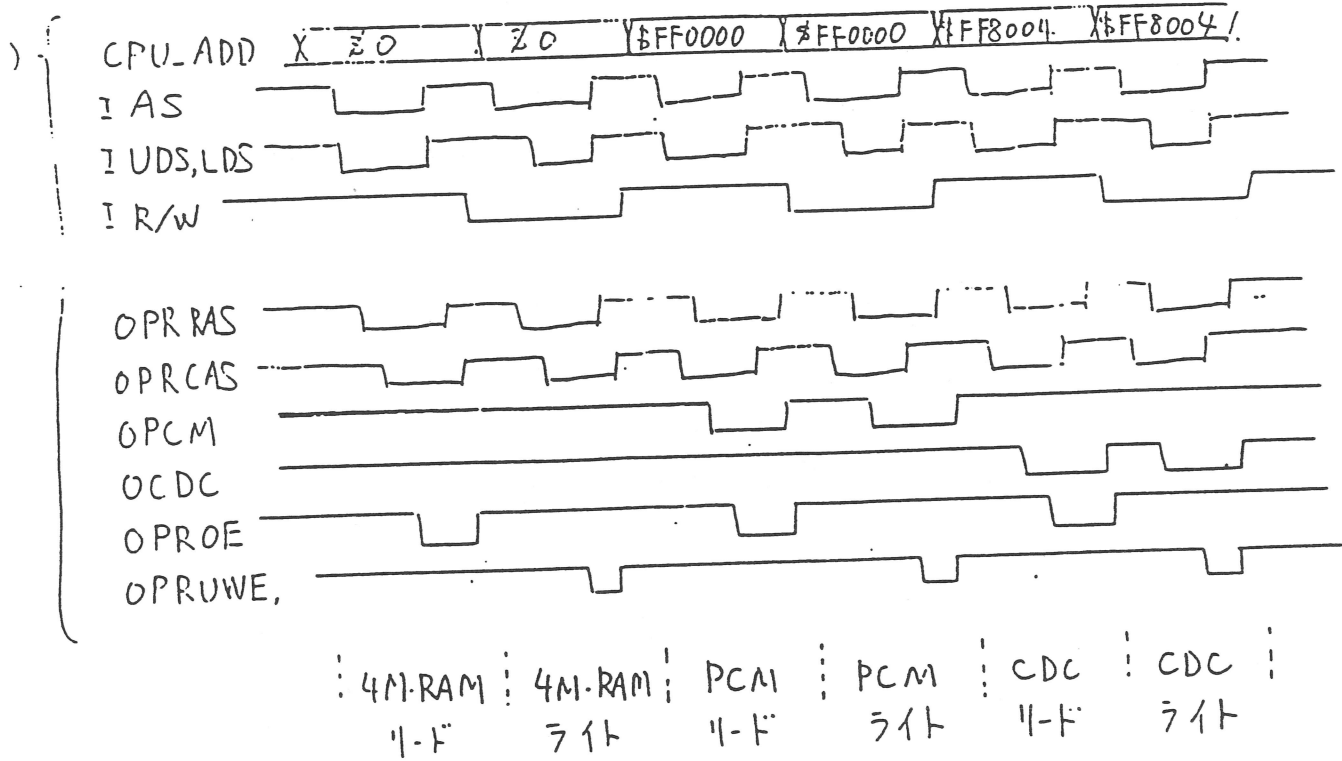 CPU_ADD Z0 Z0 $FF0000 $FF0000 $FF8004 $FF8004
I AS
I UDS,LDS
I R/W
OPRRAS
OPRCAS
OPCM
OCDC
OPROE
OPRUWE,
4M・RAM 4M・RAM PCM PCM CDC CDC
リード ライト リード ライト リード ライト